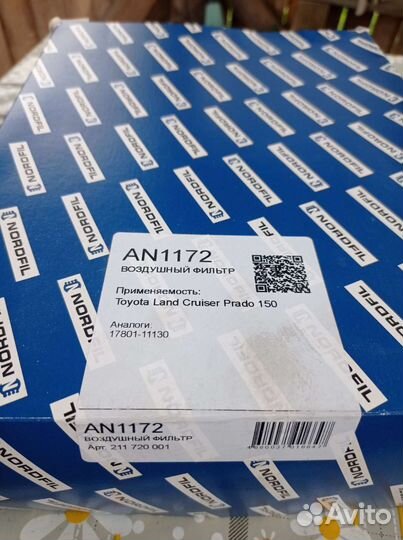 NORDFIL
AN1172
ВОЗДУШНЫЙ ФИЛЬТР
Применяемость:
Toyota Land Cruiser Prado 150
Аналоги:
17801-11130
AN1172
ВОЗДУШНЫЙ ФИЛЬТР
Арт. 211 720 001
Avito